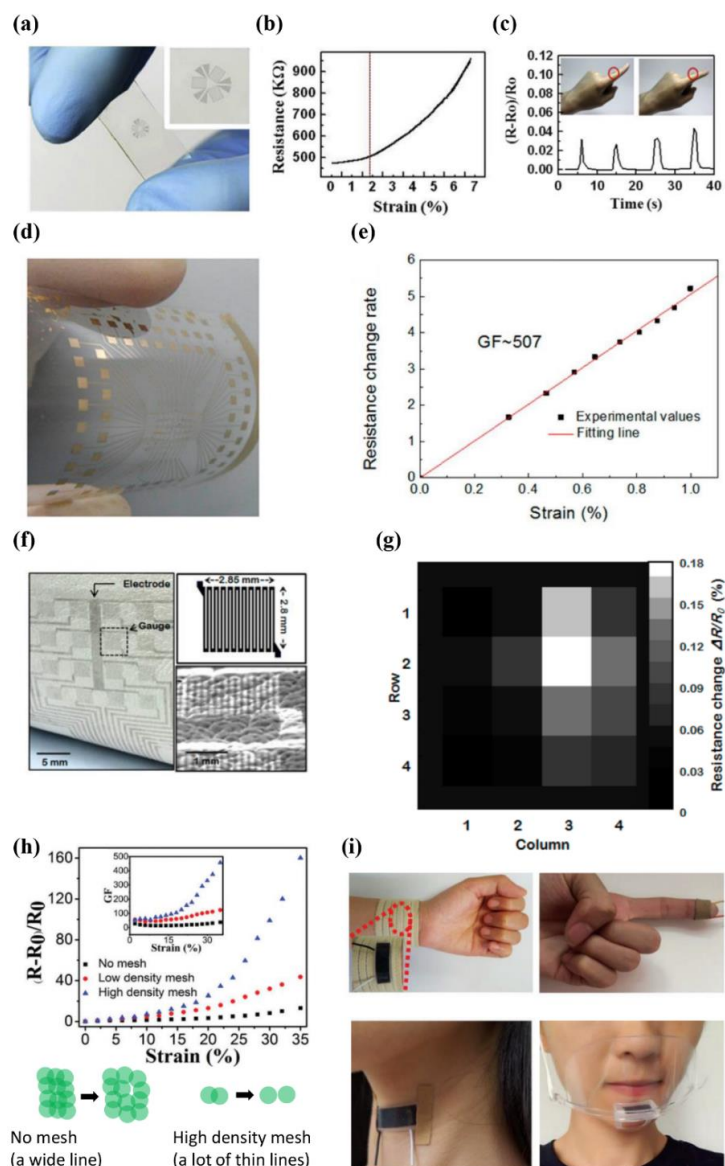 (a)
(b)
Resistance (KΩ)
900
800
700
600
500
0 1 2 3 4 5 6 7
Strain (%)
(c)
(R-Ro)/Ro
0.12
0.10
0.08
0.06
0.04
0.02
0.00
0 10 20 30 40
Time (s)
(d)
(e)
Resistance change rate
6
5
4
3
2
1
0
GF~507
Experimental values
Fitting line
0.0 0.2 0.4 0.6 0.8 1.0
Strain (%)
(f)
Electrode
Gauge
5 mm
2.85 mm
2.8 mm
1 mm
(g)
Row
1
2
3
4
1 2 3 4
Column
0.18
0.15
0.12
0.09
0.06
0.03
0
Resistance change ΔR/R₀ (%)
(h)
(R-R0)/R0
160
120
80
40
0
GF
500
400
300
200
100
0
0 15 30
Strain (%)
No mesh
Low density mesh
High density mesh
0 5 10 15 20 25 30 35
Strain (%)
No mesh
(a wide line)
High density mesh
(a lot of thin lines)
(i)